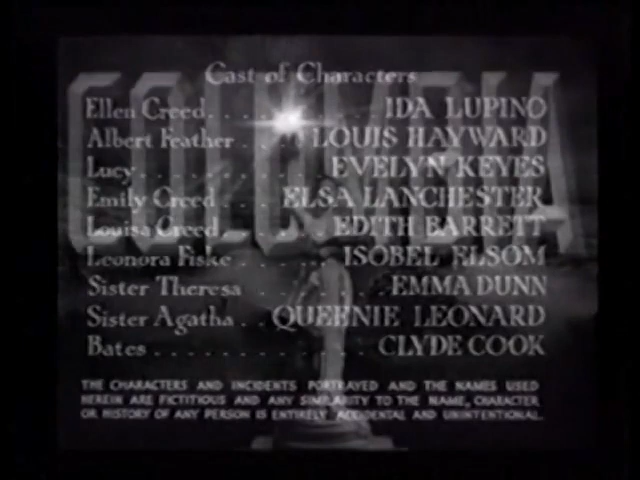 COLUMBIA
Cast of Characters
Ellen Creed. . . . . . . . . . . IDA LUPINO
Albert Feather . . . . LOUIS HAYWARD
Lucy. . . . . . . . . . . EVELYN KEYES
Emily Creed . . . . ELSA LANCHESTER
Louisa Creed. . . . . . . EDITH BARRETT
Leonora Fiske . . . . . ISOBEL ELSOM
Sister Theresa . . . . . . . EMMA DUNN
Sister Agatha. . QUEENIE LEONARD
Bates. . . . . . . . . . . . . CLYDE COOK
THE CHARACTERS AND INCIDENTS PORTRAYED AND THE NAMES USED
HEREIN ARE FICTITIOUS AND ANY SIMILARITY TO THE NAME, CHARACTER
OR HISTORY OF ANY PERSON IS ENTIRELY ACCIDENTAL AND UNINTENTIONAL.